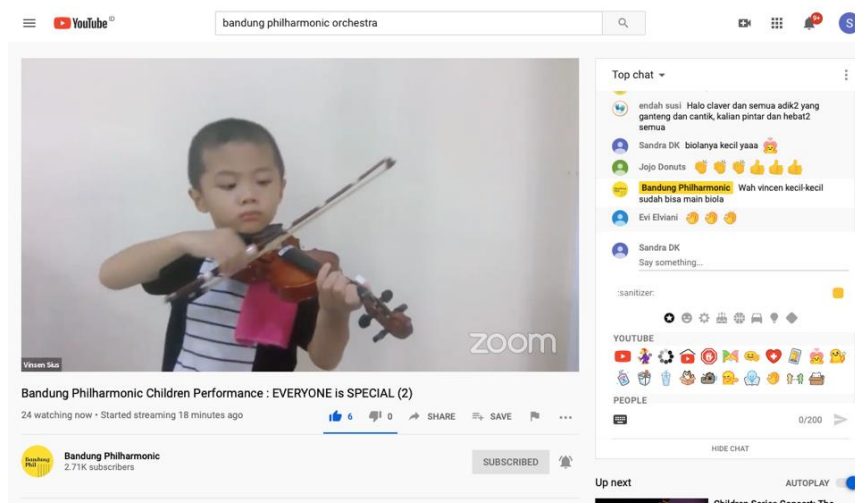 YouTube ID
bandung philharmonic orchestra
9+
S
zoom
Vinsen Sius
Bandung Philharmonic Children Performance : EVERYONE is SPECIAL (2)
24 watching now • Started streaming 18 minutes ago
6
0
SHARE
SAVE
Bandung Phil
Bandung Philharmonic
2.71K subscribers
SUBSCRIBED
Top chat
endah susi Halo claver dan semua adik2 yang
ganteng dan cantik, kalian pintar dan hebat2
semua
Sandra DK biolanya kecil yaaa
Jojo Donuts
Bandung Philharmonic Wah vincen kecil-kecil
sudah bisa main biola
Evi Elviani
Sandra DK
Say something...
:sanitizer:
YOUTUBE
PEOPLE
0/200
HIDE CHAT
Up next
AUTOPLAY
Children Series Concert: The